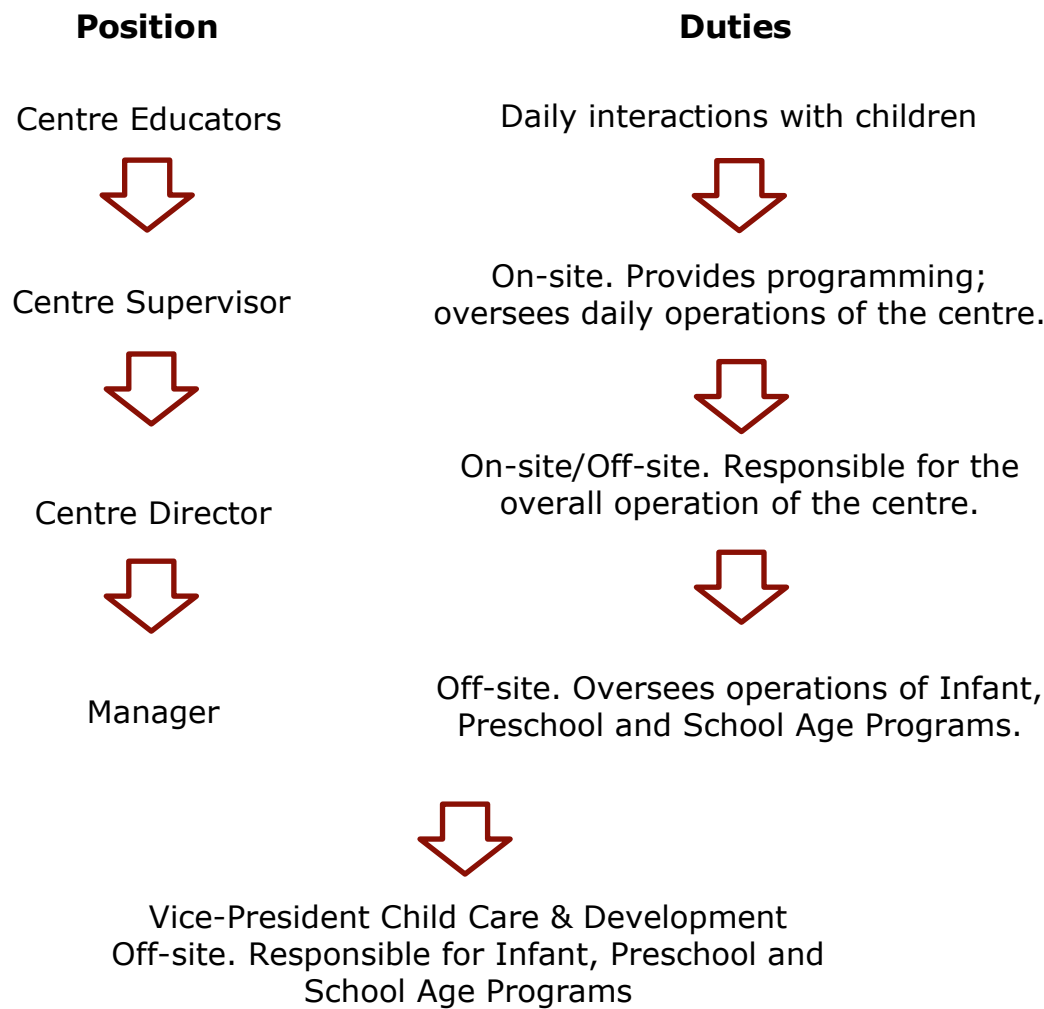 Position
Duties
Centre Educators
Daily interactions with children
Centre Supervisor
On-site. Provides programming;
oversees daily operations of the centre.
Centre Director
On-site/Off-site. Responsible for the
overall operation of the centre.
Manager
Off-site. Oversees operations of Infant,
Preschool and School Age Programs.
Vice-President Child Care & Development
Off-site. Responsible for Infant, Preschool and
School Age Programs